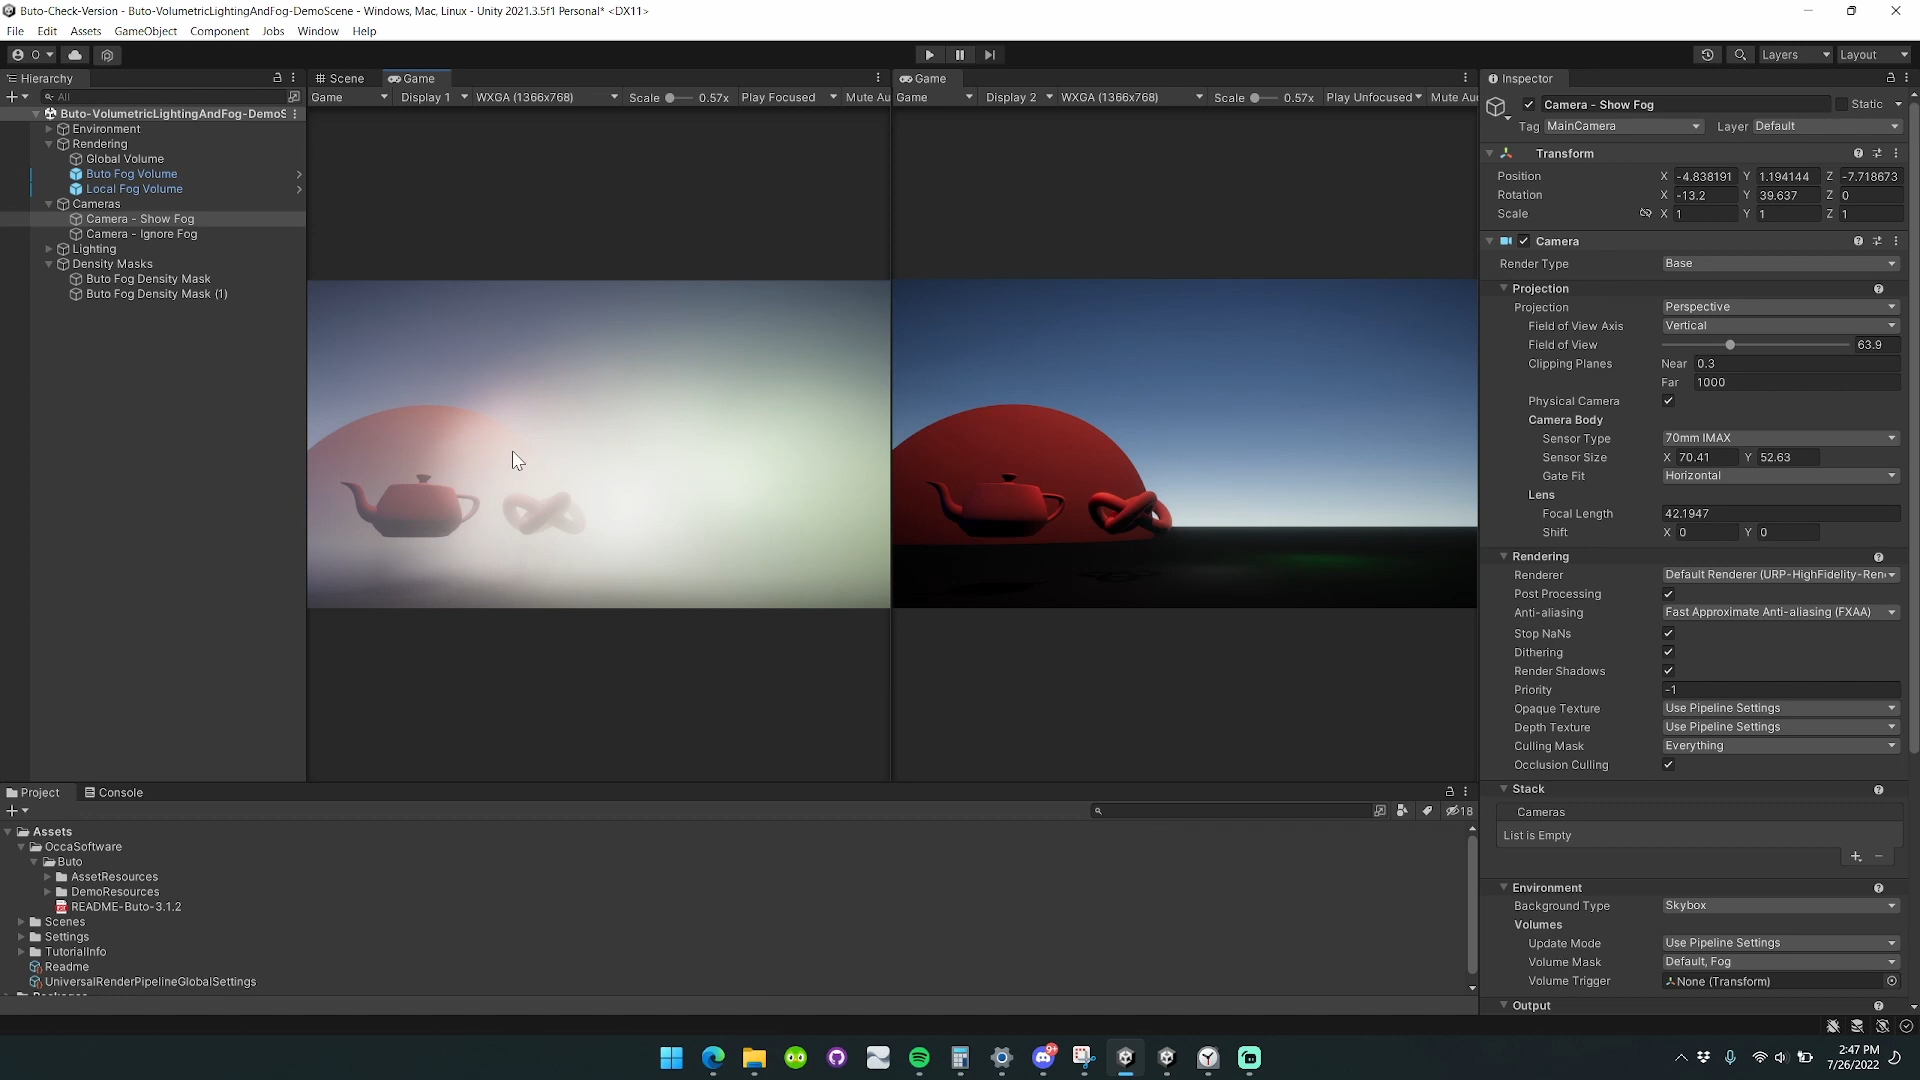 Buto-Check-Version - Buto-VolumetricLightingAndFog-DemoScene - Windows, Mac, Linux - Unity 2021.3.5f1 Personal* <DX11>
File Edit Assets GameObject Component Jobs Window Help
O Layers Layout
Hierarchy
All
Buto-VolumetricLightingAndFog-DemoS
Environment
Rendering
Global Volume
Buto Fog Volume
Local Fog Volume
Cameras
Camera - Show Fog
Camera - Ignore Fog
Lighting
Density Masks
Buto Fog Density Mask
Buto Fog Density Mask (1)
Scene Game
Game Display 1 WXGA (1366x768) Scale 0.57x Play Focused Mute Au
Game
Game Display 2 WXGA (1366x768) Scale 0.57x Play Unfocused Mute Au
Inspector
Camera - Show Fog Static
Tag MainCamera Layer Default
Transform
Position X -4.838191 Y 1.194144 Z -7.718673
Rotation X -13.2 Y 39.637 Z 0
Scale X 1 Y 1 Z 1
Camera
Render Type Base
Projection
Projection Perspective
Field of View Axis Vertical
Field of View 63.9
Clipping Planes Near 0.3
Far 1000
Physical Camera
Camera Body
Sensor Type 70mm IMAX
Sensor Size X 70.41 Y 52.63
Gate Fit Horizontal
Lens
Focal Length 42.1947
Shift X 0 Y 0
Rendering
Renderer Default Renderer (URP-HighFidelity-Ren
Post Processing
Anti-aliasing Fast Approximate Anti-aliasing (FXAA)
Stop NaNs
Dithering
Render Shadows
Priority -1
Opaque Texture Use Pipeline Settings
Depth Texture Use Pipeline Settings
Culling Mask Everything
Occlusion Culling
Stack
Cameras
List is Empty
Environment
Background Type Skybox
Volumes
Update Mode Use Pipeline Settings
Volume Mask Default, Fog
Volume Trigger None (Transform)
Output
Project Console
18
Assets
OccaSoftware
Buto
AssetResources
DemoResources
README-Buto-3.1.2
Scenes
Settings
TutorialInfo
Readme
UniversalRenderPipelineGlobalSettings
9+
2:47 PM
7/26/2022